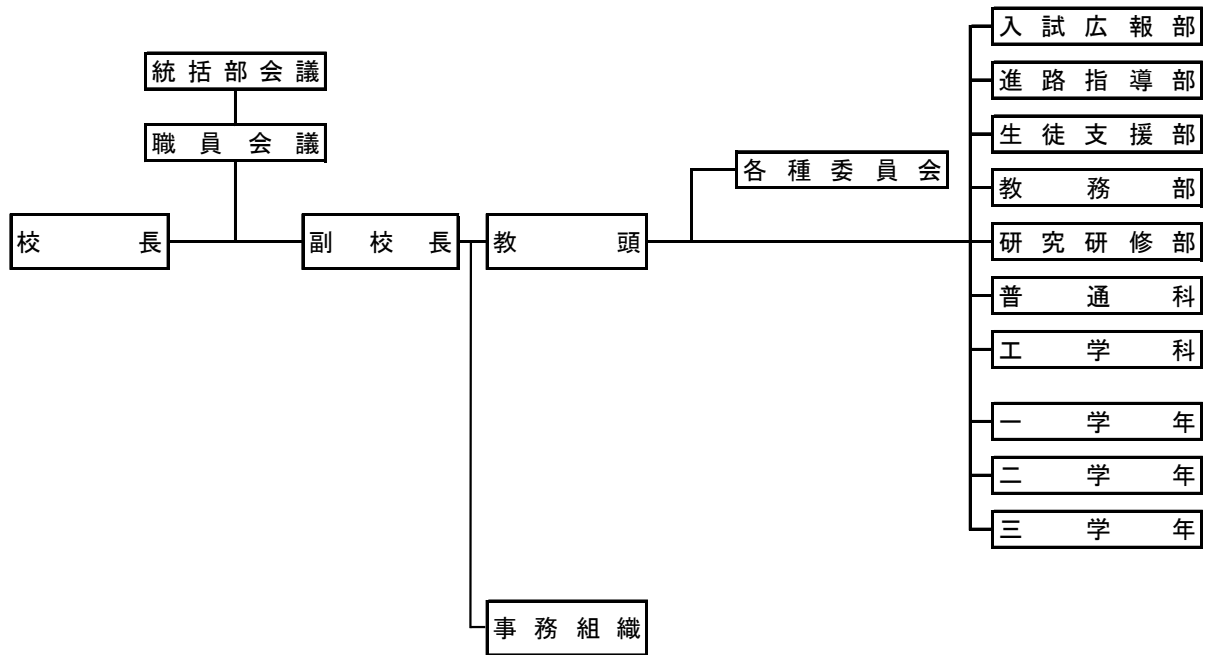 入試広報部
統括部会議
進路指導部
職員会議
生徒支援部
各種委員会
教務部
校長
副校長
教頭
研究研修部
普通科
工学科
一学年
二学年
三学年
事務組織